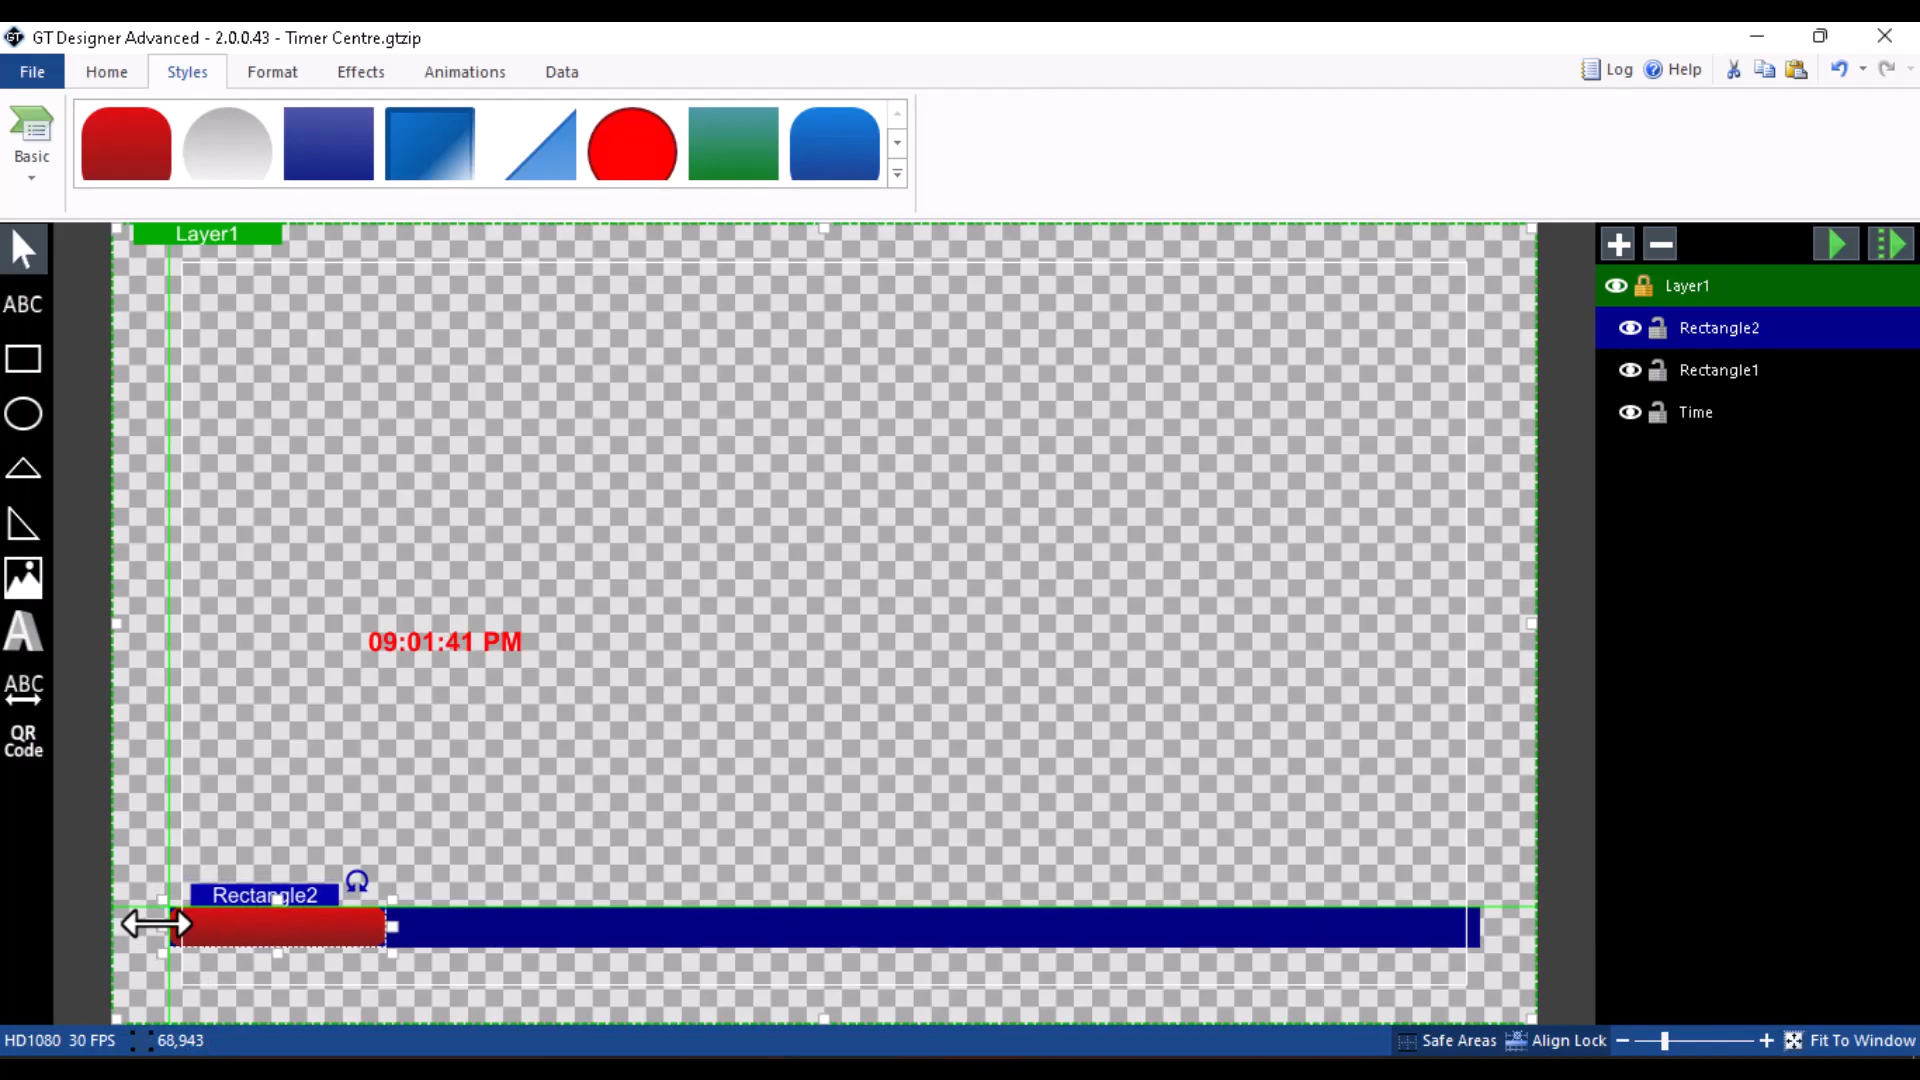 GT Designer Advanced - 2.0.0.43 - Timer Centre.gtzip
File Home Styles Format Effects Animations Data Log Help
Basic
Layer1
Layer1
ABC
Rectangle2
Rectangle1
Time
09:01:41 PM
ABC
QR
Code
Rectangle2
HD1080 30 FPS 68,943 Safe Areas Align Lock Fit To Window